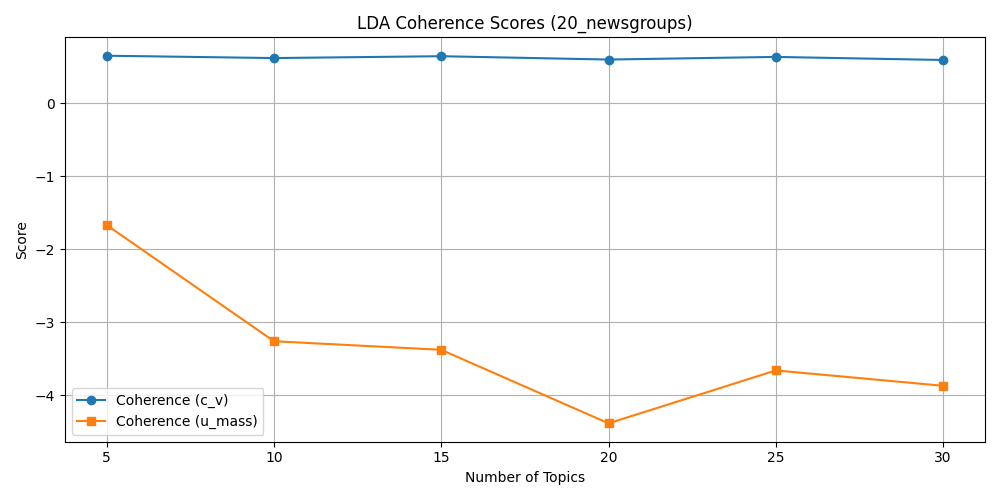 LDA Coherence Scores (20_newsgroups)
Score
0
−1
−2
−3
−4
Coherence (c_v)
Coherence (u_mass)
5 10 15 20 25 30
Number of Topics